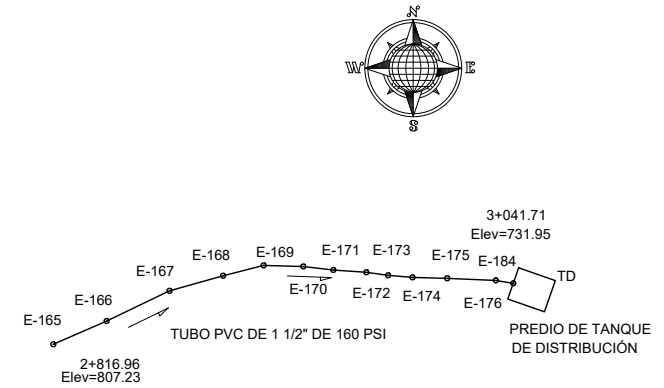 N
W
E
S
3+041.71
Elev=731.95
E-165
E-166
E-167
E-168
E-169
E-170
E-171
E-172
E-173
E-174
E-175
E-176
E-184
TD
TUBO PVC DE 1 1/2" DE 160 PSI
2+816.96
Elev=807.23
PREDIO DE TANQUE
DE DISTRIBUCIÓN